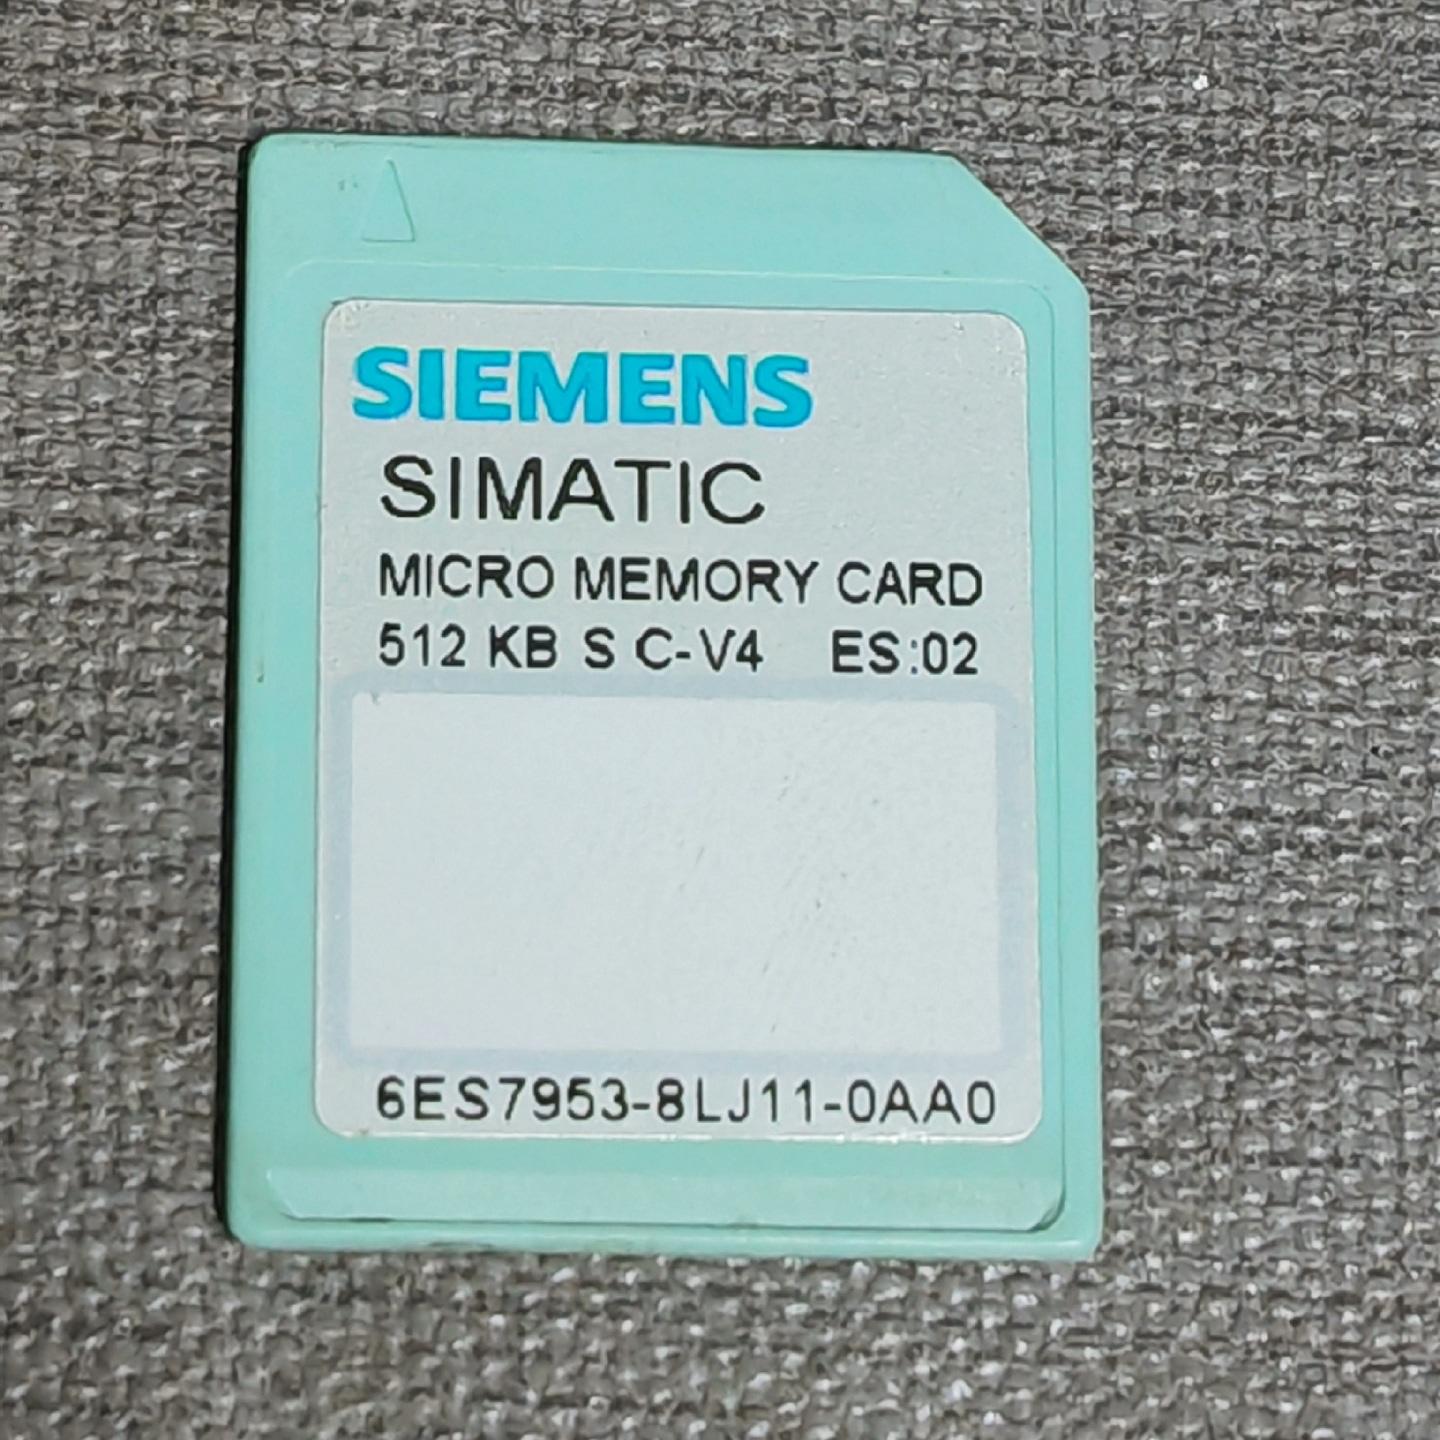 SIEMENS
SIMATIC
MICRO MEMORY CARD
512 KB S C-V4 ES:02
6ES7953-8LJ11-0AA0